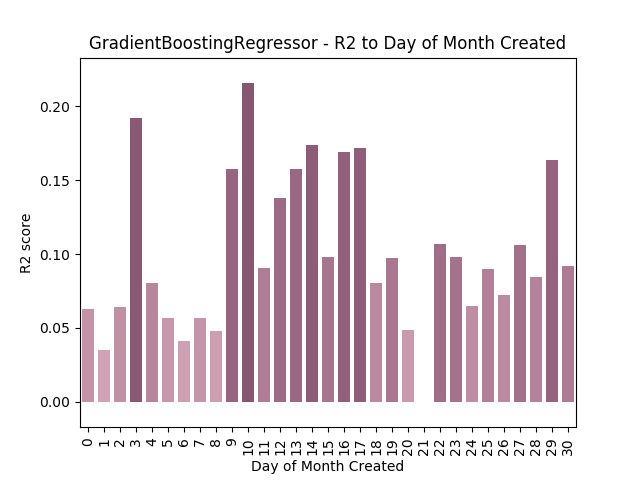 GradientBoostingRegressor - R2 to Day of Month Created
R2 score
0.20
0.15
0.10
0.05
0.00
0 1 2 3 4 5 6 7 8 9 10 11 12 13 14 15 16 17 18 19 20 21 22 23 24 25 26 27 28 29 30
Day of Month Created